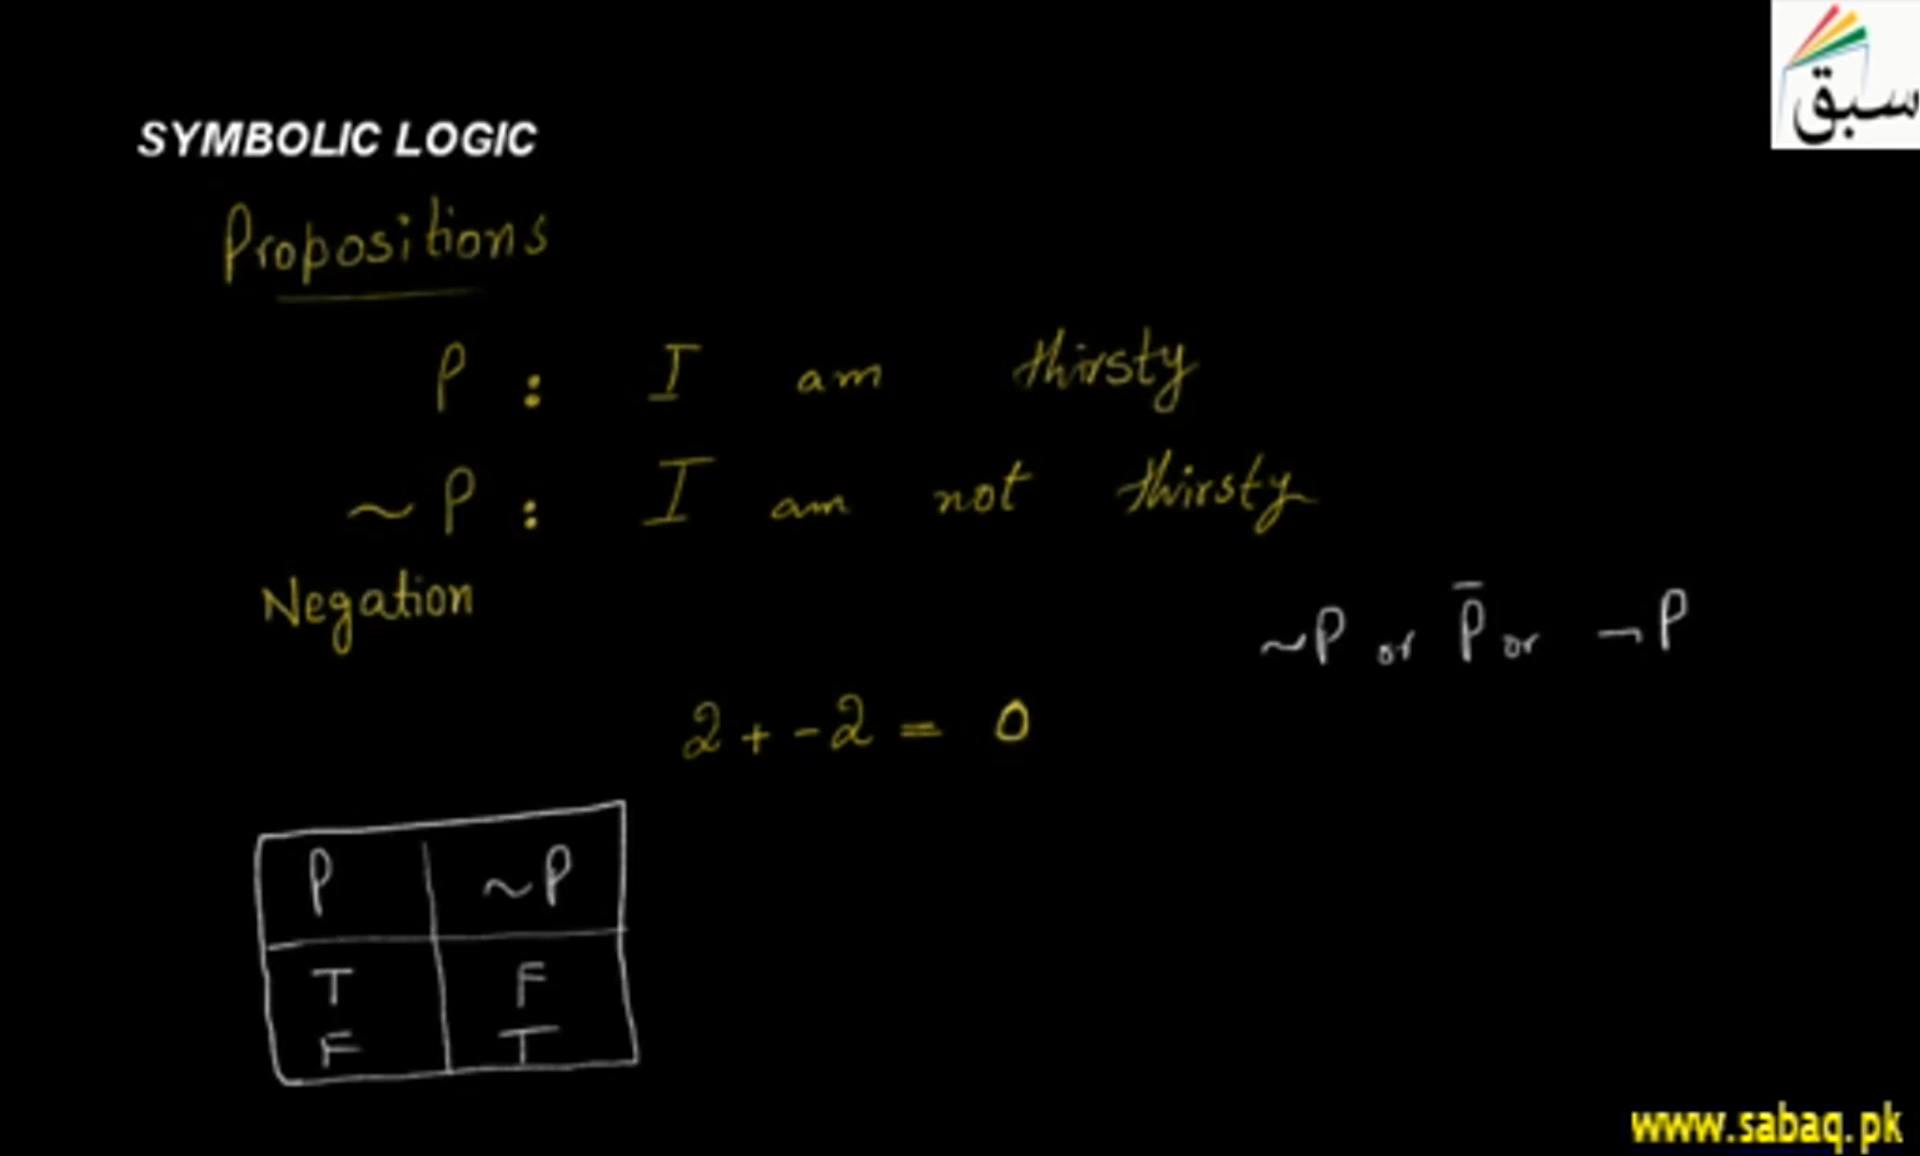 سبق
SYMBOLIC LOGIC
Propositions
P : I am thirsty
~P : I am not thirsty
Negation
~P or P̄ or ¬P
2 + -2 = 0
P ~P
T F
F T
www.sabaq.pk